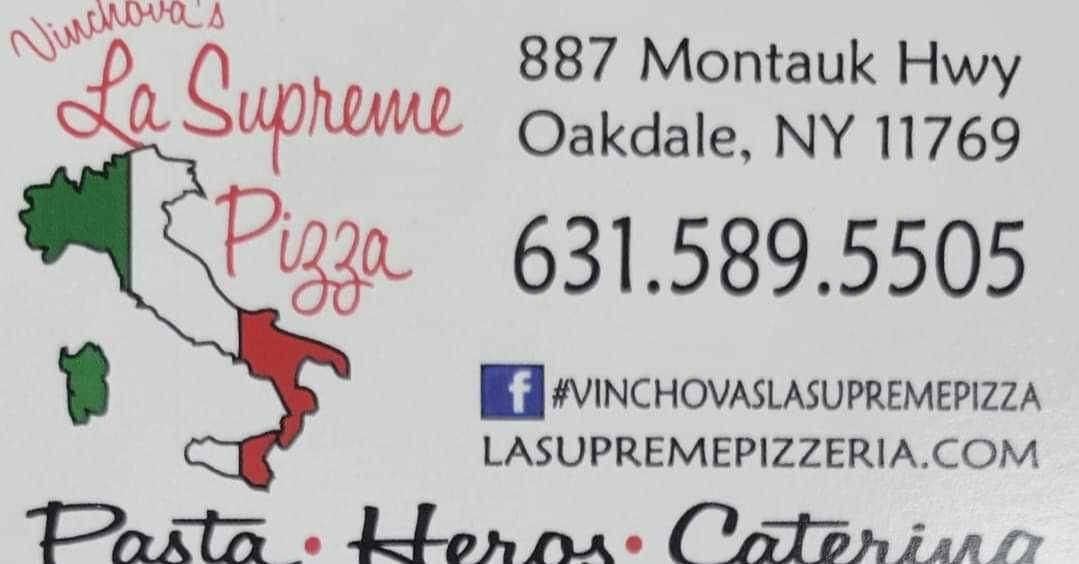 Vinchova's
La Supreme
Pizza
887 Montauk Hwy
Oakdale, NY 11769
631.589.5505
f #VINCHOVASLASUPREMEPIZZA
LASUPREMEPIZZERIA.COM
Pasta • Heros • Catering